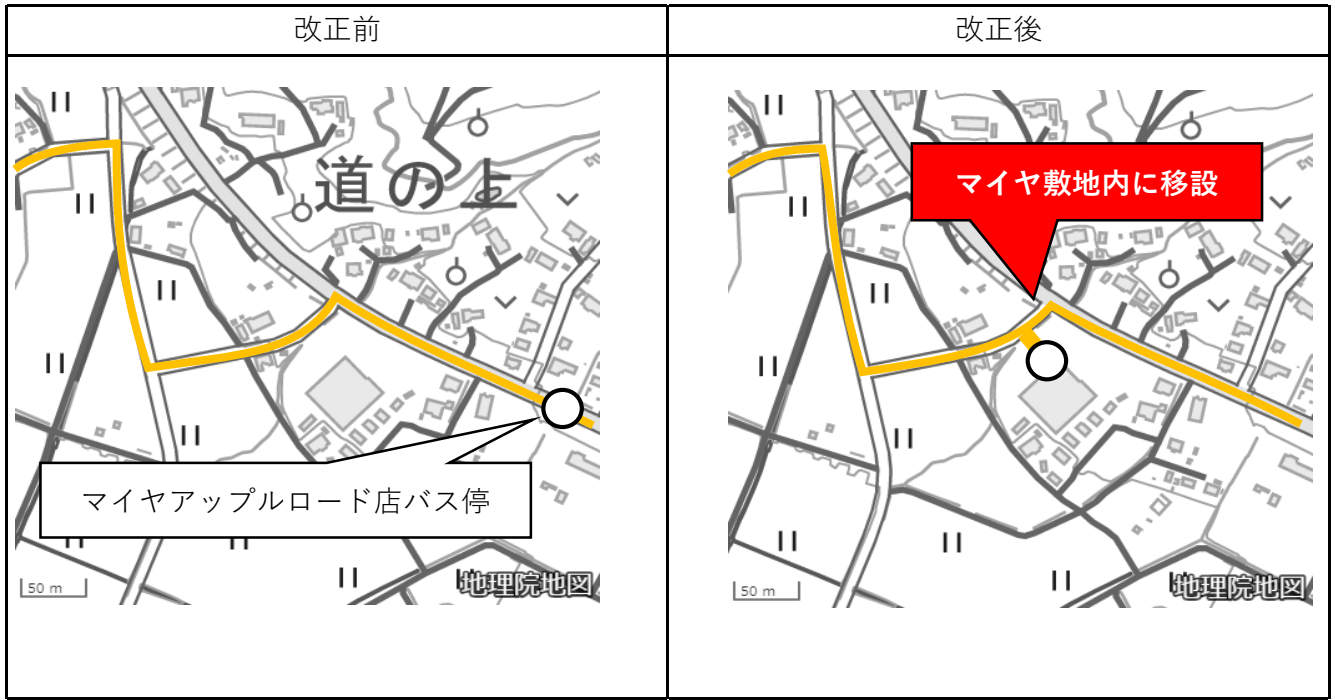 改正前
改正後
道の上
マイヤアップルロード店バス停
50 m
地理院地図
マイヤ敷地内に移設
50 m
地理院地図